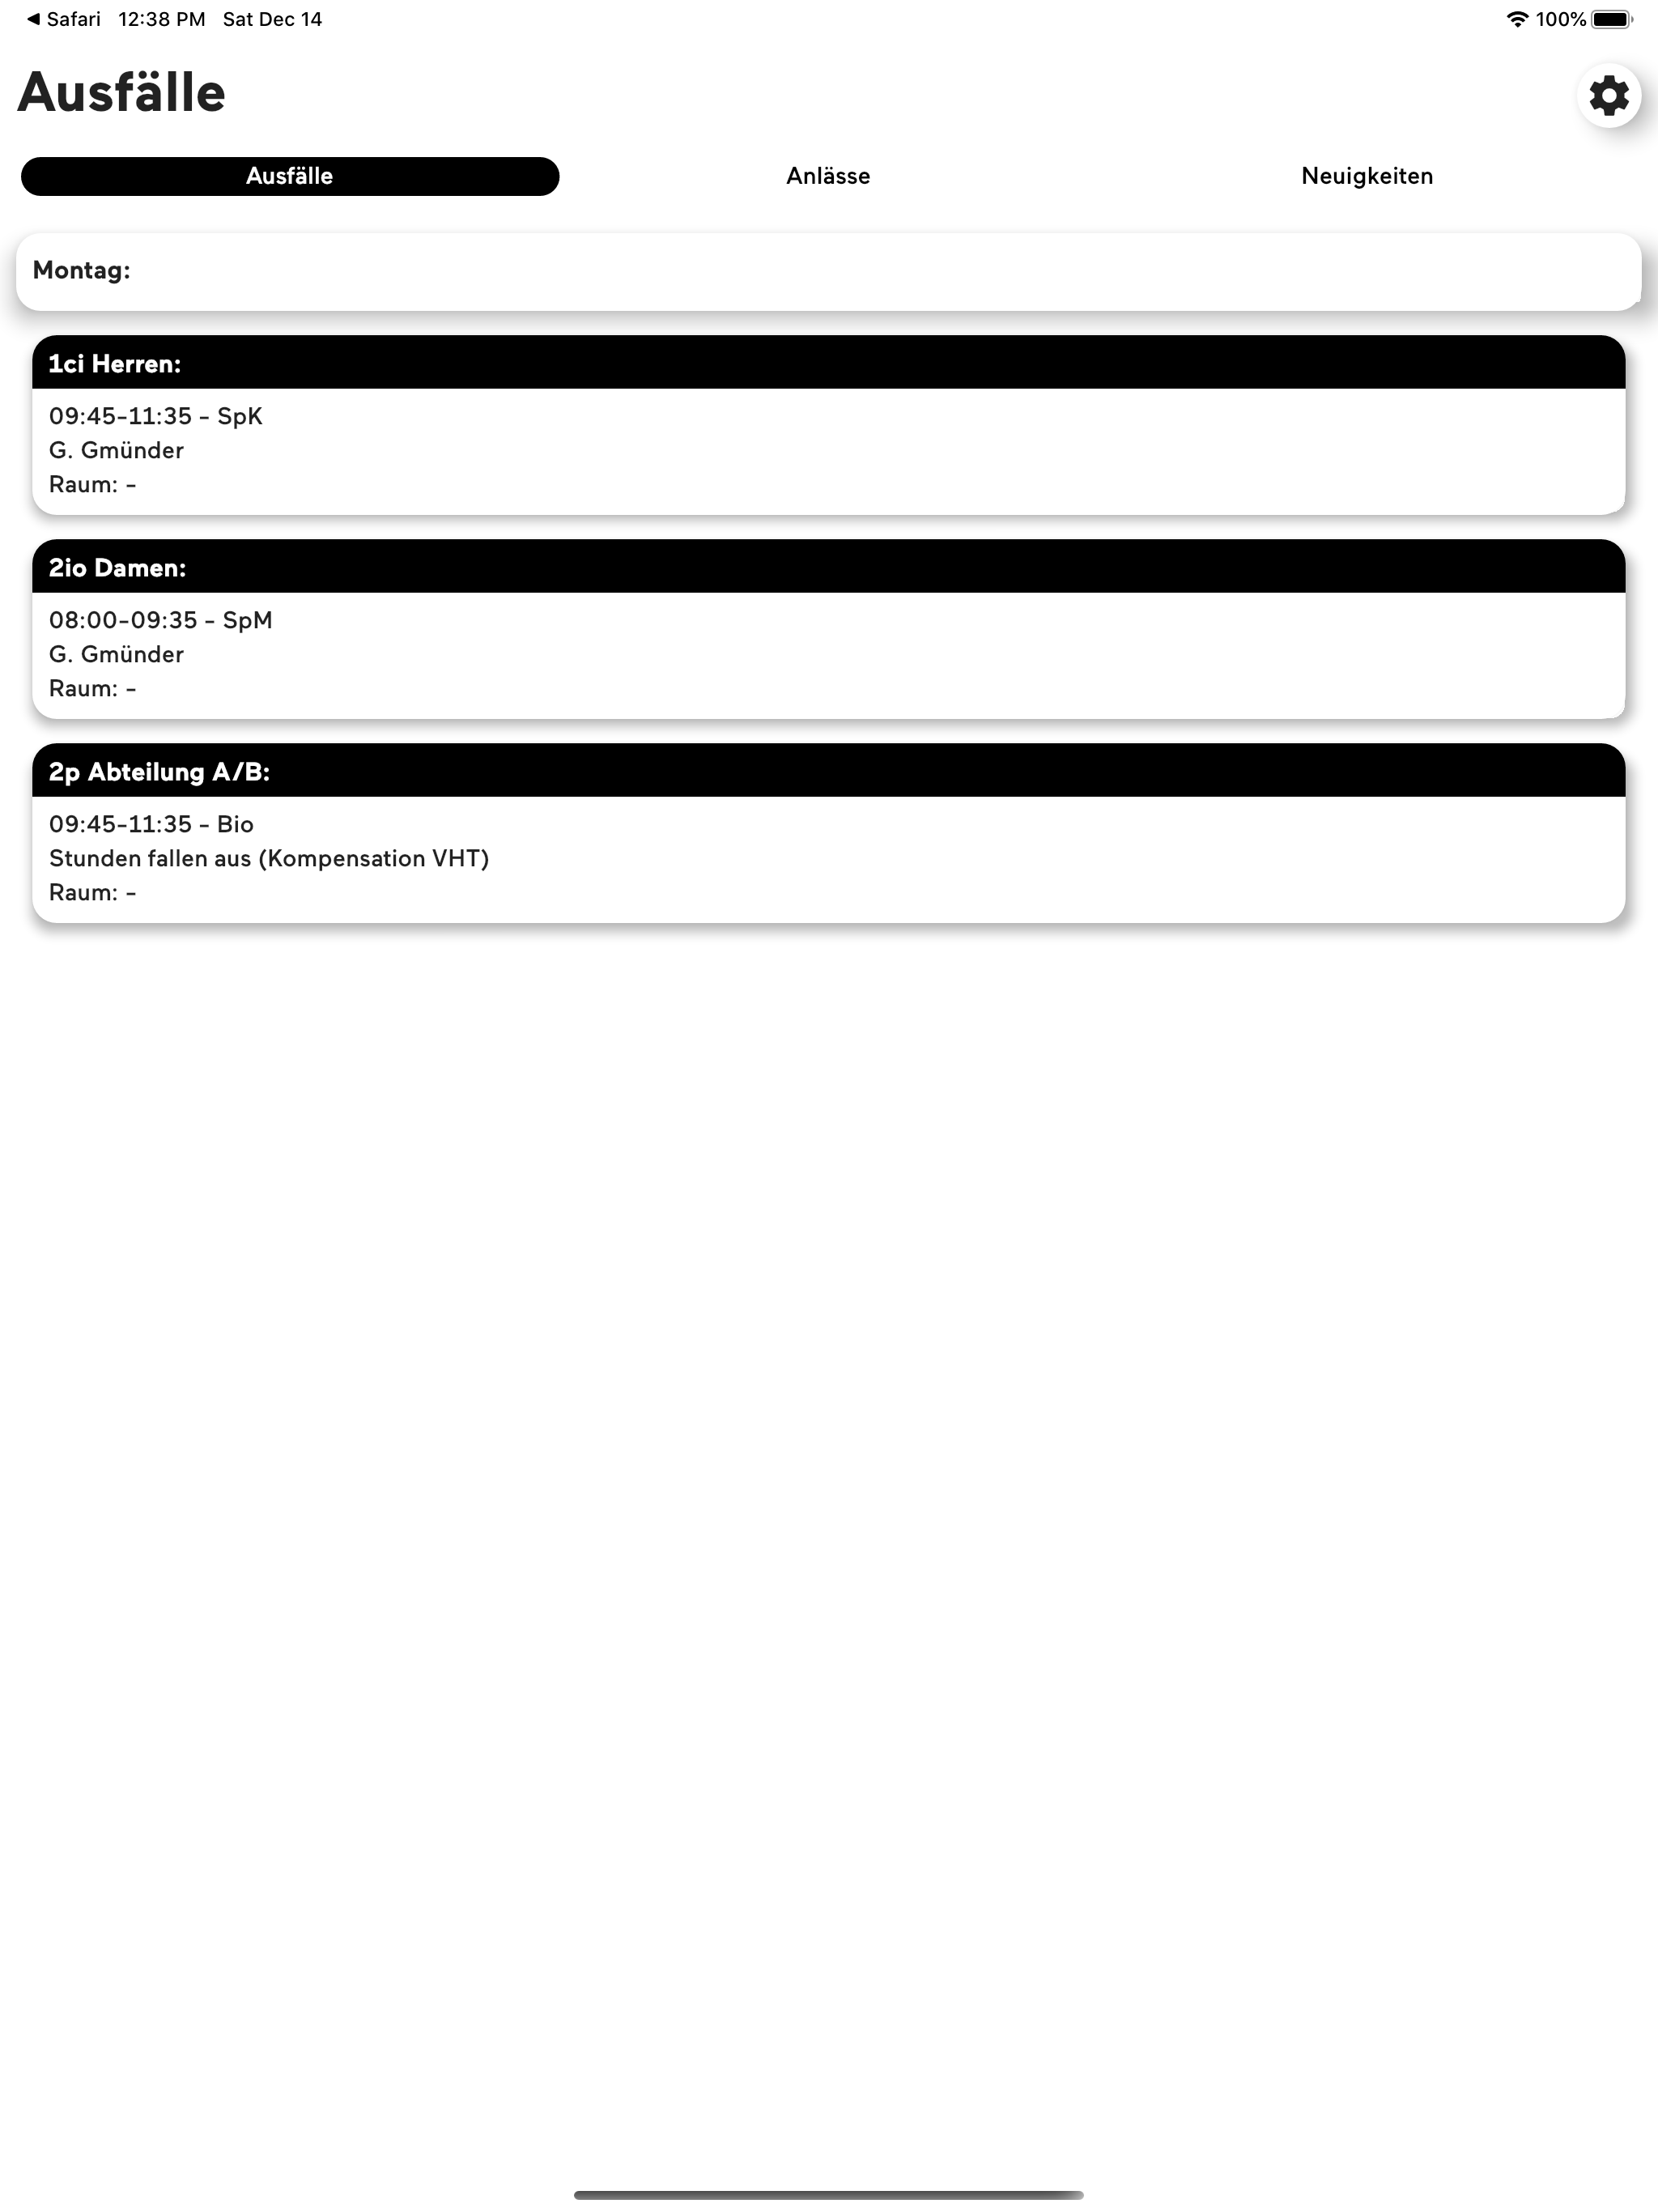 Safari 12:38 PM Sat Dec 14 100%
Ausfälle
Ausfälle Anlässe Neuigkeiten
Montag:
1ci Herren:
09:45-11:35 - SpK
G. Gmünder
Raum: -
2io Damen:
08:00-09:35 - SpM
G. Gmünder
Raum: -
2p Abteilung A/B:
09:45-11:35 - Bio
Stunden fallen aus (Kompensation VHT)
Raum: -